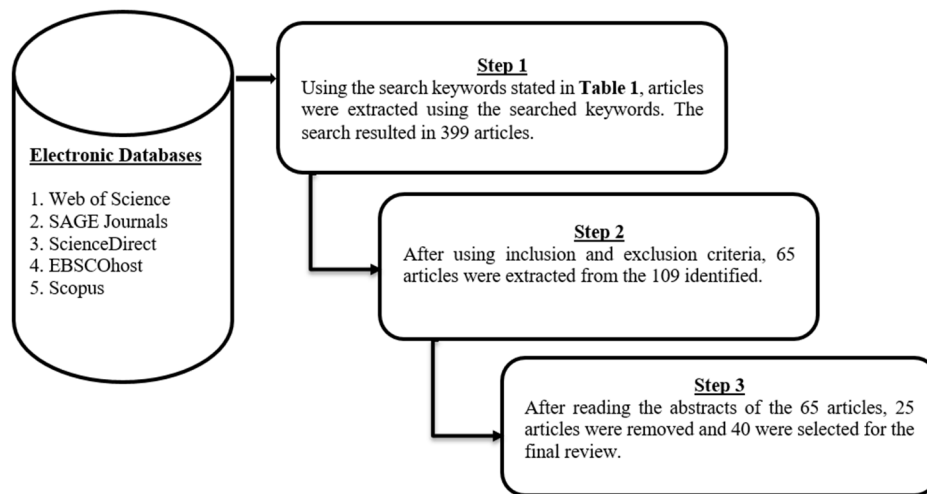 Electronic Databases
1. Web of Science
2. SAGE Journals
3. ScienceDirect
4. EBSCOhost
5. Scopus
Step 1
Using the search keywords stated in Table 1, articles
were extracted using the searched keywords. The
search resulted in 399 articles.
Step 2
After using inclusion and exclusion criteria, 65
articles were extracted from the 109 identified.
Step 3
After reading the abstracts of the 65 articles, 25
articles were removed and 40 were selected for the
final review.